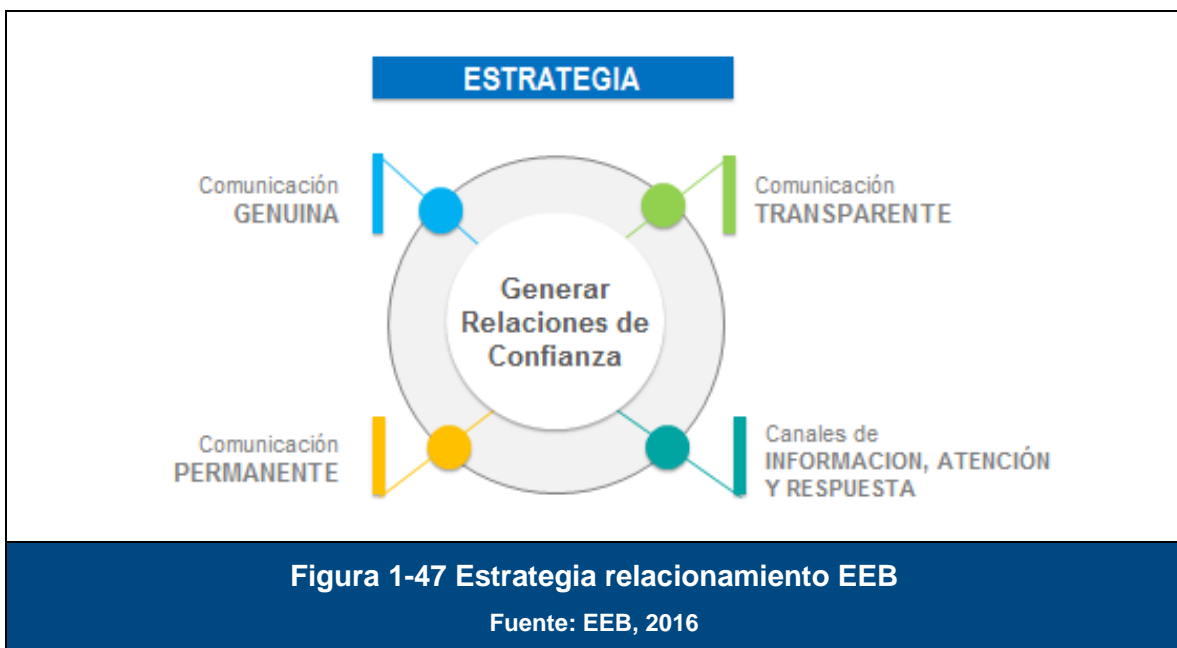 ESTRATEGIA
Comunicación
GENUINA
Comunicación
TRANSPARENTE
Generar
Relaciones de
Confianza
Comunicación
PERMANENTE
Canales de
INFORMACION, ATENCIÓN
Y RESPUESTA
Figura 1-47 Estrategia relacionamiento EEB
Fuente: EEB, 2016